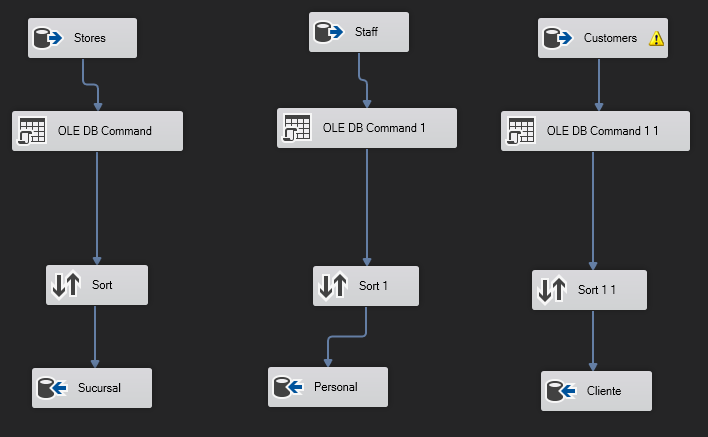 Stores
Staff
Customers
OLE DB Command
OLE DB Command 1
OLE DB Command 1 1
Sort
Sort 1
Sort 1 1
Sucursal
Personal
Cliente